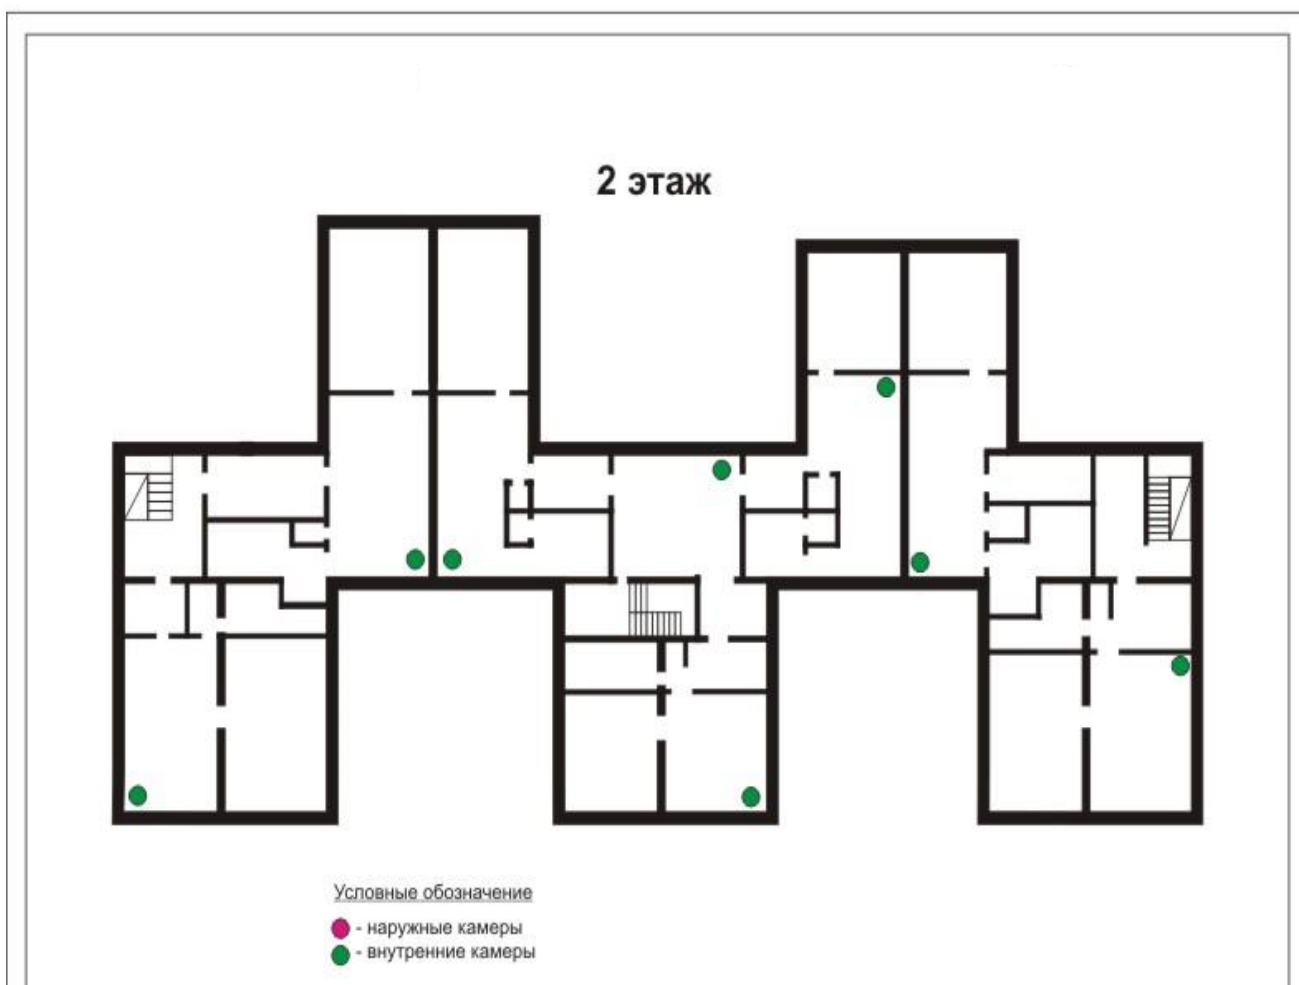 2 этаж
Условные обозначение
- наружные камеры
- внутренние камеры